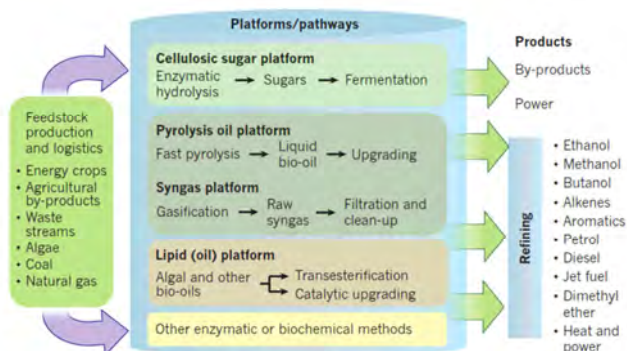 Platforms/pathways
Feedstock
production
and logistics
• Energy crops
• Agricultural
by-products
• Waste
streams
• Algae
• Coal
• Natural gas
Cellulosic sugar platform
Enzymatic
hydrolysis
Sugars
Fermentation
Pyrolysis oil platform
Fast pyrolysis
Liquid
bio-oil
Upgrading
Syngas platform
Gasification
Raw
syngas
Filtration and
clean-up
Lipid (oil) platform
Algal and other
bio-oils
Transesterification
Catalytic upgrading
Other enzymatic or biochemical methods
Products
By-products
Power
Refining
• Ethanol
• Methanol
• Butanol
• Alkenes
• Aromatics
• Petrol
• Diesel
• Jet fuel
• Dimethyl
ether
• Heat and
power